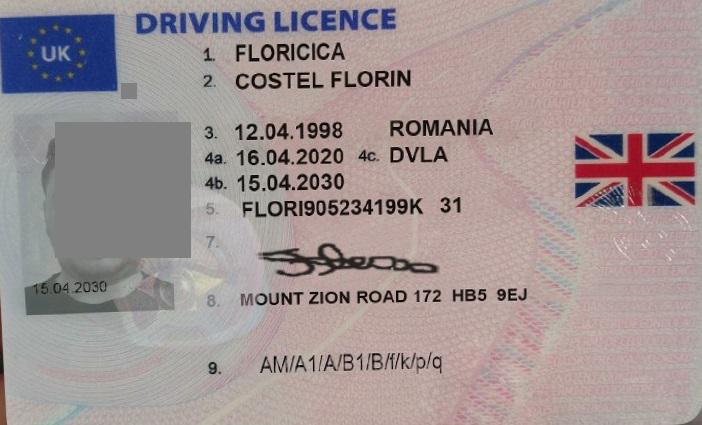 DRIVING LICENCE
UK
1. FLORICICA
2. COSTEL FLORIN
3. 12.04.1998 ROMANIA
4a. 16.04.2020 4c. DVLA
4b. 15.04.2030
5. FLORI905234199K 31
7.
15.04.2030
8. MOUNT ZION ROAD 172 HB5 9EJ
9. AM/A1/A/B1/B/f/k/p/q